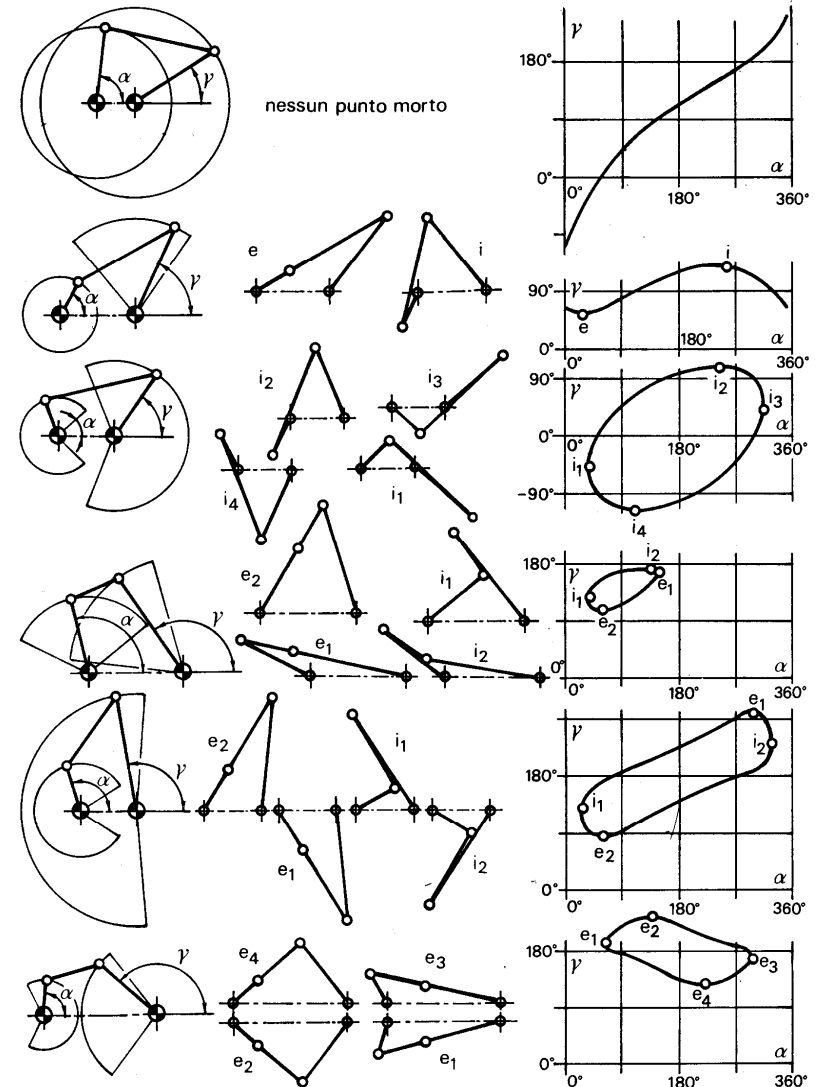 γ
180°
α γ
nessun punto morto
α
0°
0° 180° 360°
e i
i
γ
90° γ
α
e
180° α
0° 360°
i2 i3
90° γ i2
i3
γ
α
α
0°
0° 180° 360°
i4 i1
i1
-90°
i4
e2 i1
180° i2
γ
i1 e1
α γ
e2
e1 i2
0° α
0° 180° 360°
e1
e2 i1
γ
i2
α γ
180°
i1
e1 i2
e2
α
0°
0° 180° 360°
e4 e3
e1 e2
γ
180°
γ
e3
α
e4
e2 e1
α
0°
0° 180° 360°